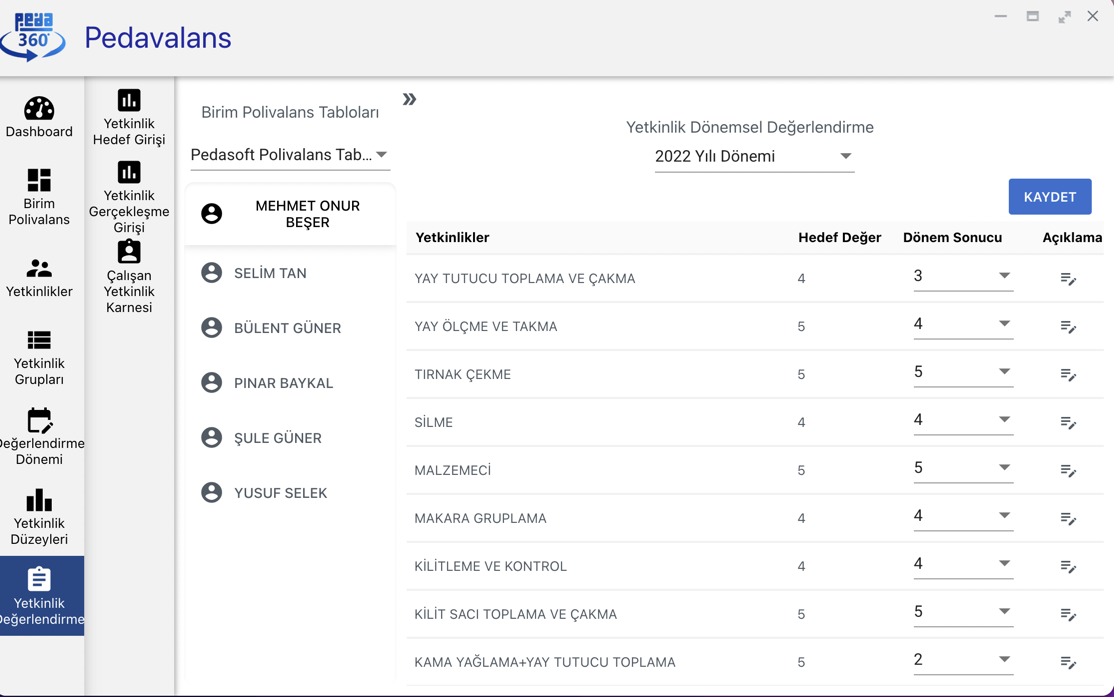 peda
360°
Pedavalans
Dashboard
Birim
Polivalans
Yetkinlikler
Yetkinlik
Grupları
Değerlendirme
Dönemi
Yetkinlik
Düzeyleri
Yetkinlik
Değerlendirme
Yetkinlik
Hedef Girişi
Yetkinlik
Gerçekleşme
Girişi
Çalışan
Yetkinlik
Karnesi
Birim Polivalans Tabloları
Pedasoft Polivalans Tab...
MEHMET ONUR
BEŞER
SELİM TAN
BÜLENT GÜNER
PINAR BAYKAL
ŞULE GÜNER
YUSUF SELEK
Yetkinlik Dönemsel Değerlendirme
2022 Yılı Dönemi
KAYDET
Yetkinlikler Hedef Değer Dönem Sonucu Açıklama
YAY TUTUCU TOPLAMA VE ÇAKMA 4 3
YAY ÖLÇME VE TAKMA 5 4
TIRNAK ÇEKME 5 5
SİLME 4 4
MALZEMECİ 5 5
MAKARA GRUPLAMA 4 4
KİLİTLEME VE KONTROL 4 4
KİLİT SACI TOPLAMA VE ÇAKMA 5 5
KAMA YAĞLAMA+YAY TUTUCU TOPLAMA 5 2